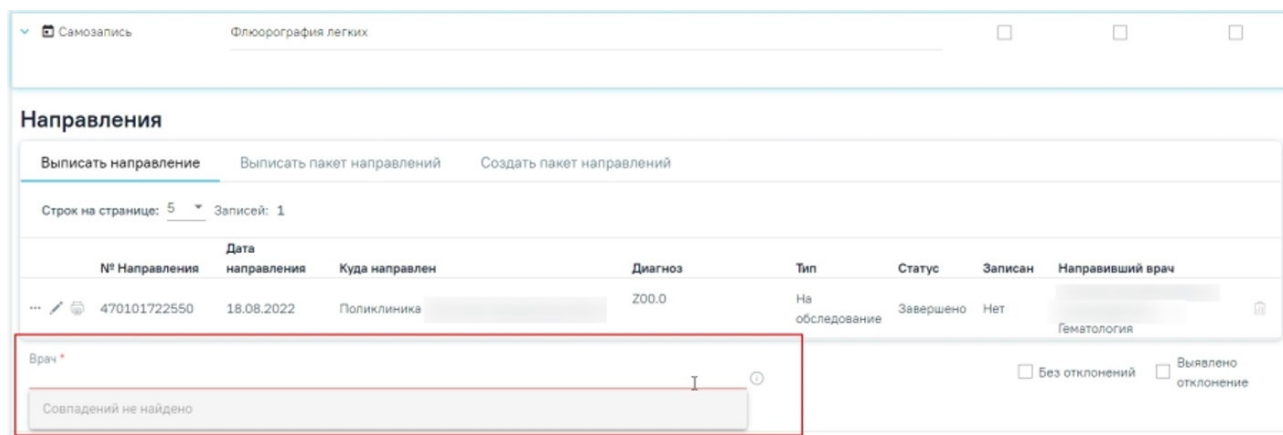 Самозапись Флюорография легких
Направления
Выписать направление Выписать пакет направлений Создать пакет направлений
Строк на странице: 5 Записей: 1
№ Направления Дата направления Куда направлен Диагноз Тип Статус Записан Направивший врач
470101722550 18.08.2022 Поликлиника Z00.0 На обследование Завершено Нет
Гематология
Врач *
Без отклонений Выявлено отклонение
Совпадений не найдено